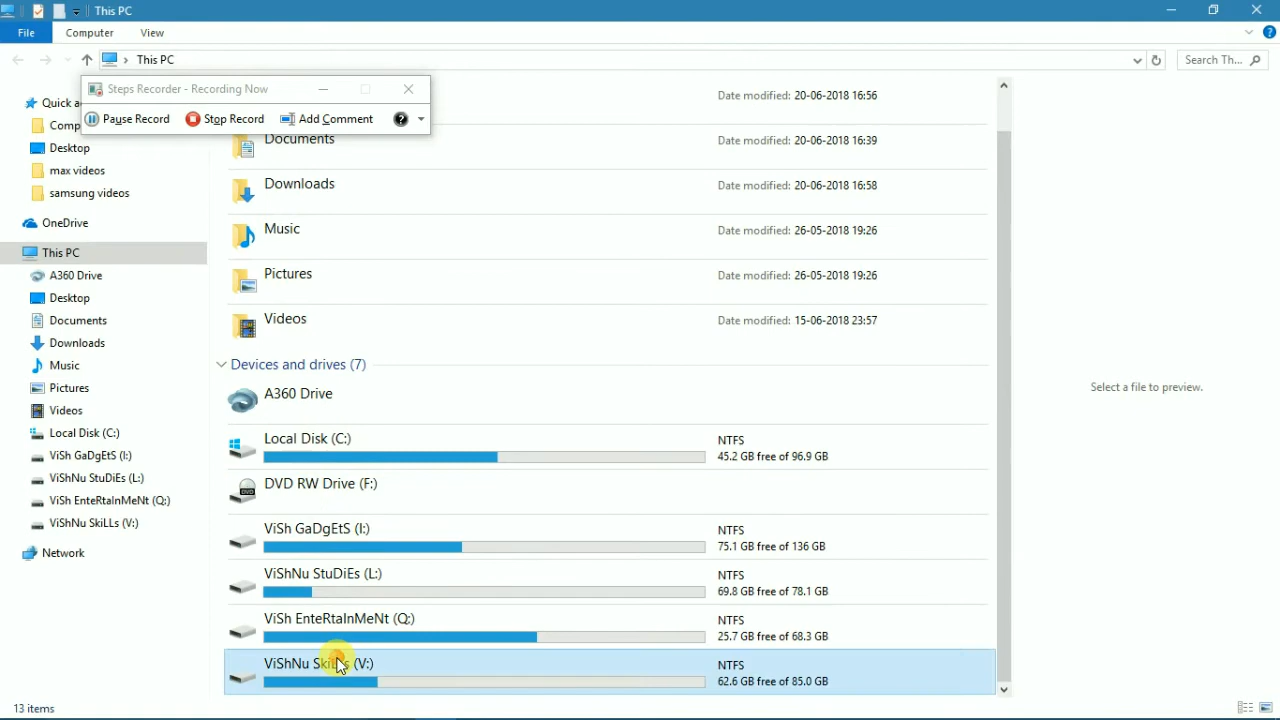 This PC
File Computer View
This PC Search Th...
Steps Recorder - Recording Now
Pause Record Stop Record Add Comment
Quick a
Comp
Desktop
max videos
samsung videos
OneDrive
This PC
A360 Drive
Desktop
Documents
Downloads
Music
Pictures
Videos
Local Disk (C:)
ViSh GaDgEtS (I:)
ViShNu StuDiEs (L:)
ViSh EnteRtaInMeNt (Q:)
ViShNu SkiLLs (V:)
Network
Date modified: 20-06-2018 16:56
Documents Date modified: 20-06-2018 16:39
Downloads Date modified: 20-06-2018 16:58
Music Date modified: 26-05-2018 19:26
Pictures Date modified: 26-05-2018 19:26
Videos Date modified: 15-06-2018 23:57
Devices and drives (7)
A360 Drive
Local Disk (C:) NTFS
45.2 GB free of 96.9 GB
DVD RW Drive (F:)
DVD
ViSh GaDgEtS (I:) NTFS
75.1 GB free of 136 GB
ViShNu StuDiEs (L:) NTFS
69.8 GB free of 78.1 GB
ViSh EnteRtaInMeNt (Q:) NTFS
25.7 GB free of 68.3 GB
ViShNu SkiLLs (V:) NTFS
62.6 GB free of 85.0 GB
Select a file to preview.
13 items